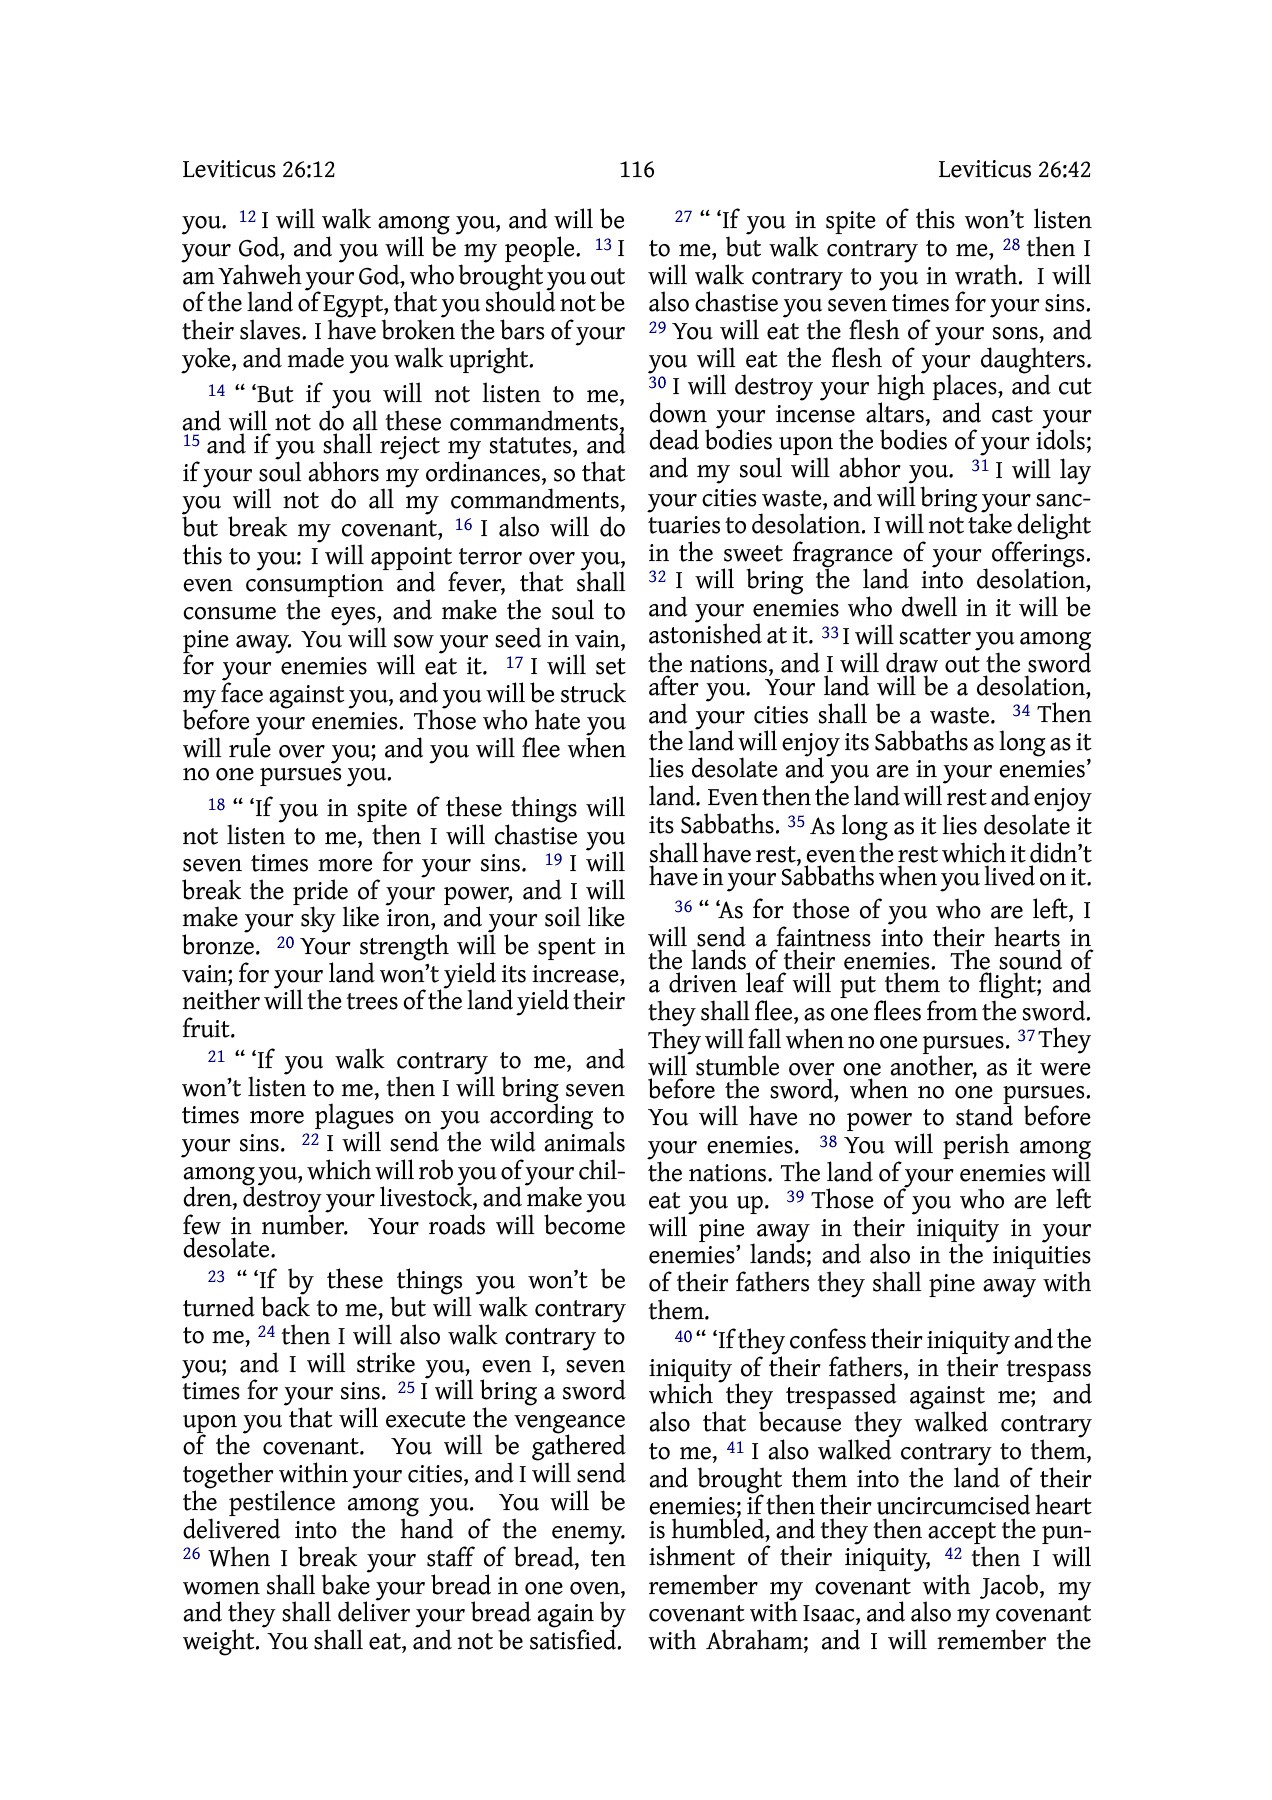 Leviticus 26:12 116 Leviticus 26:42
you. 12 I will walk among you, and will be
your God, and you will be my people. 13 I
am Yahweh your God, who brought you out
of the land of Egypt, that you should not be
their slaves. I have broken the bars of your
yoke, and made you walk upright.
14 “ ‘But if you will not listen to me,
and will not do all these commandments,
15 and if you shall reject my statutes, and
if your soul abhors my ordinances, so that
you will not do all my commandments,
but break my covenant, 16 I also will do
this to you: I will appoint terror over you,
even consumption and fever, that shall
consume the eyes, and make the soul to
pine away. You will sow your seed in vain,
for your enemies will eat it. 17 I will set
my face against you, and you will be struck
before your enemies. Those who hate you
will rule over you; and you will flee when
no one pursues you.
18 “ ‘If you in spite of these things will
not listen to me, then I will chastise you
seven times more for your sins. 19 I will
break the pride of your power, and I will
make your sky like iron, and your soil like
bronze. 20 Your strength will be spent in
vain; for your land won’t yield its increase,
neither will the trees of the land yield their
fruit.
21 “ ‘If you walk contrary to me, and
won’t listen to me, then I will bring seven
times more plagues on you according to
your sins. 22 I will send the wild animals
among you, which will rob you of your chil-
dren, destroy your livestock, and make you
few in number. Your roads will become
desolate.
23 “ ‘If by these things you won’t be
turned back to me, but will walk contrary
to me, 24 then I will also walk contrary to
you; and I will strike you, even I, seven
times for your sins. 25 I will bring a sword
upon you that will execute the vengeance
of the covenant. You will be gathered
together within your cities, and I will send
the pestilence among you. You will be
delivered into the hand of the enemy.
26 When I break your staff of bread, ten
women shall bake your bread in one oven,
and they shall deliver your bread again by
weight. You shall eat, and not be satisfied.
27 “ ‘If you in spite of this won’t listen
to me, but walk contrary to me, 28 then I
will walk contrary to you in wrath. I will
also chastise you seven times for your sins.
29 You will eat the flesh of your sons, and
you will eat the flesh of your daughters.
30 I will destroy your high places, and cut
down your incense altars, and cast your
dead bodies upon the bodies of your idols;
and my soul will abhor you. 31 I will lay
your cities waste, and will bring your sanc-
tuaries to desolation. I will not take delight
in the sweet fragrance of your offerings.
32 I will bring the land into desolation,
and your enemies who dwell in it will be
astonished at it. 33 I will scatter you among
the nations, and I will draw out the sword
after you. Your land will be a desolation,
and your cities shall be a waste. 34 Then
the land will enjoy its Sabbaths as long as it
lies desolate and you are in your enemies’
land. Even then the land will rest and enjoy
its Sabbaths. 35 As long as it lies desolate it
shall have rest, even the rest which it didn’t
have in your Sabbaths when you lived on it.
36 “ ‘As for those of you who are left, I
will send a faintness into their hearts in
the lands of their enemies. The sound of
a driven leaf will put them to flight; and
they shall flee, as one flees from the sword.
They will fall when no one pursues. 37 They
will stumble over one another, as it were
before the sword, when no one pursues.
You will have no power to stand before
your enemies. 38 You will perish among
the nations. The land of your enemies will
eat you up. 39 Those of you who are left
will pine away in their iniquity in your
enemies’ lands; and also in the iniquities
of their fathers they shall pine away with
them.
40 “ ‘If they confess their iniquity and the
iniquity of their fathers, in their trespass
which they trespassed against me; and
also that because they walked contrary
to me, 41 I also walked contrary to them,
and brought them into the land of their
enemies; if then their uncircumcised heart
is humbled, and they then accept the pun-
ishment of their iniquity, 42 then I will
remember my covenant with Jacob, my
covenant with Isaac, and also my covenant
with Abraham; and I will remember the